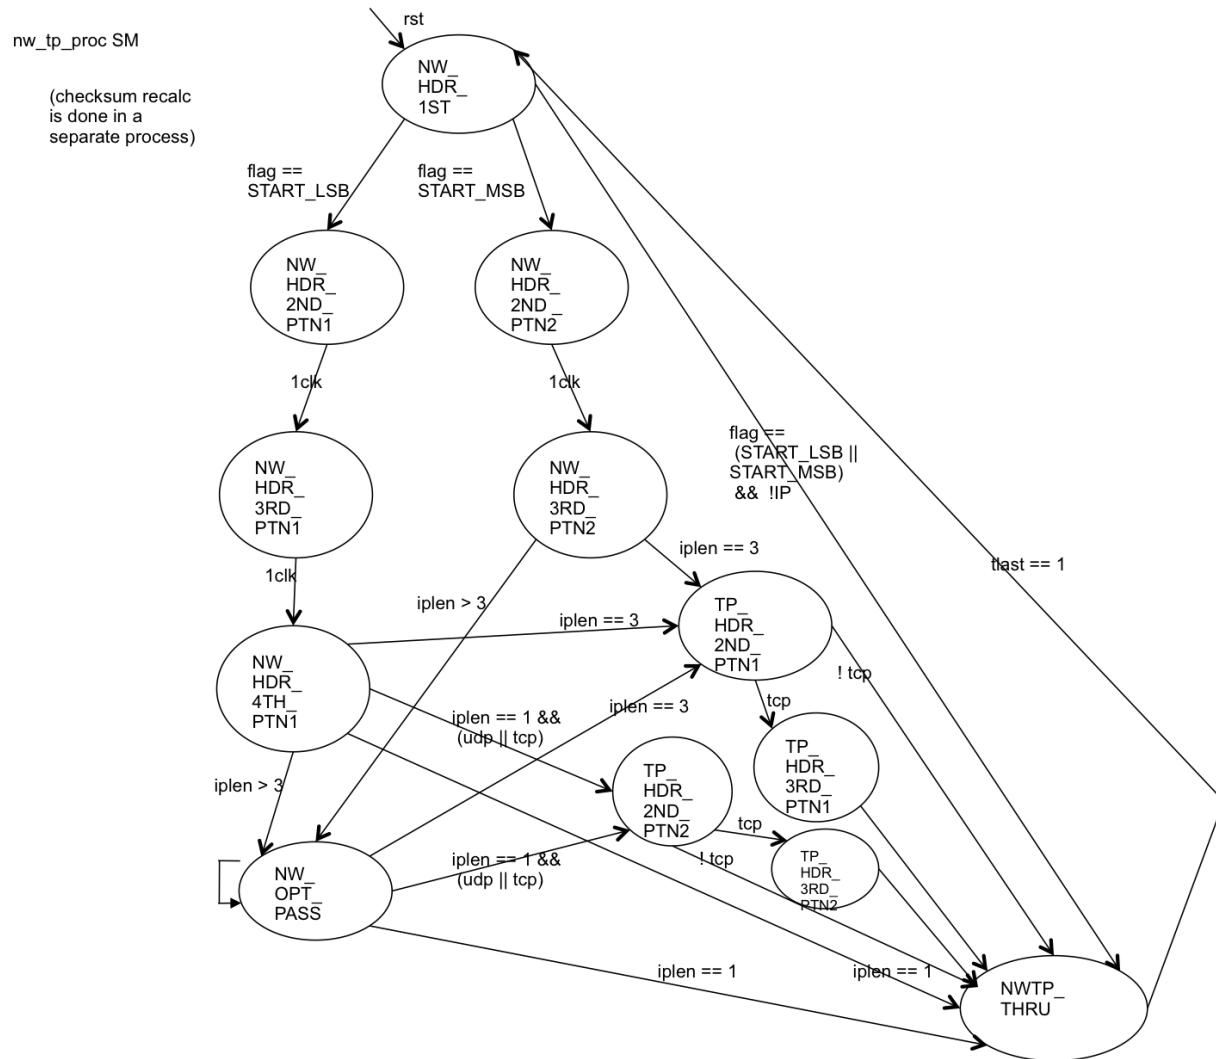 rst
nw_tp_proc SM
(checksum recalc
is done in a
separate process)
NW_
HDR_
1ST
flag ==
START_LSB
flag ==
START_MSB
NW_
HDR_
2ND_
PTN1
NW_
HDR_
2ND_
PTN2
1clk
1clk
flag ==
(START_LSB ||
START_MSB)
&& !IP
NW_
HDR_
3RD_
PTN1
NW_
HDR_
3RD_
PTN2
iplen == 3
tlast == 1
1clk
iplen > 3
iplen == 3
TP_
HDR_
2ND_
PTN1
! tcp
NW_
HDR_
4TH_
PTN1
tcp
iplen == 3
iplen == 1 &&
(udp || tcp)
TP_
HDR_
3RD_
PTN1
TP_
HDR_
2ND_
PTN2
iplen > 3
tcp
! tcp
TP_
HDR_
3RD_
PTN2
iplen == 1 &&
(udp || tcp)
NW_
OPT_
PASS
iplen == 1
iplen == 1
NWTP_
THRU